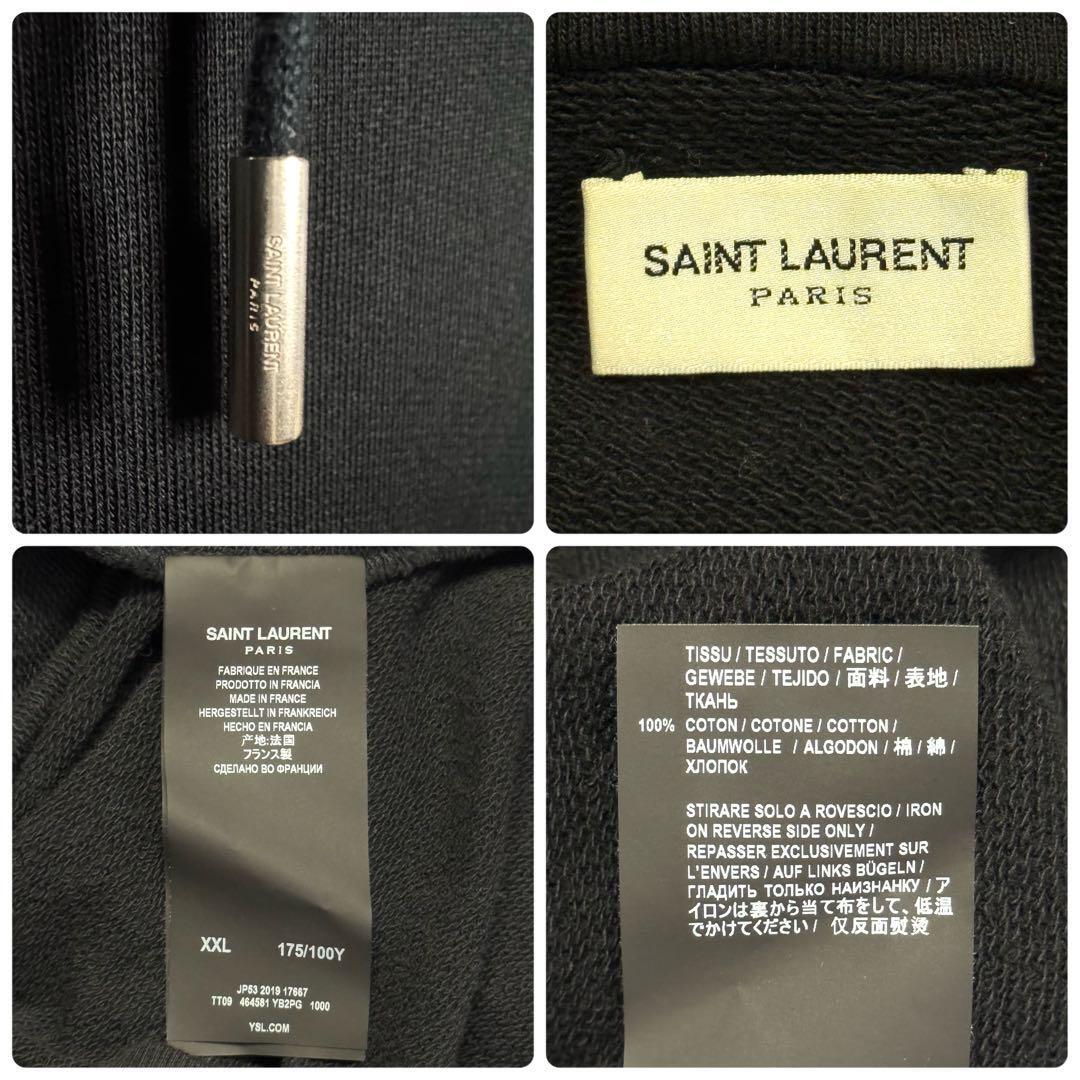 SAINT LAURENT
PARIS
SAINT LAURENT
PARIS
SAINT LAURENT
PARIS
FABRIQUE EN FRANCE
PRODOTTO IN FRANCIA
MADE IN FRANCE
HERGESTELLT IN FRANKREICH
HECHO EN FRANCIA
产地:法国
フランス製
СДЕЛАНО ВО ФРАНЦИИ
XXL 175/100Y
JP53 2019 17667
TT09 464581 YB2PG 1000
YSL.COM
TISSU / TESSUTO / FABRIC /
GEWEBE / TEJIDO / 面料 / 表地 /
ТКАНЬ
100% COTON / COTONE / COTTON /
BAUMWOLLE / ALGODON / 棉 / 綿 /
ХЛОПОК
STIRARE SOLO A ROVESCIO / IRON
ON REVERSE SIDE ONLY /
REPASSER EXCLUSIVEMENT SUR
L'ENVERS / AUF LINKS BÜGELN /
ГЛАДИТЬ ТОЛЬКО НАИЗНАНКУ / ア
イロンは裏から当て布をして、低温
でかけてください / 仅反面熨烫